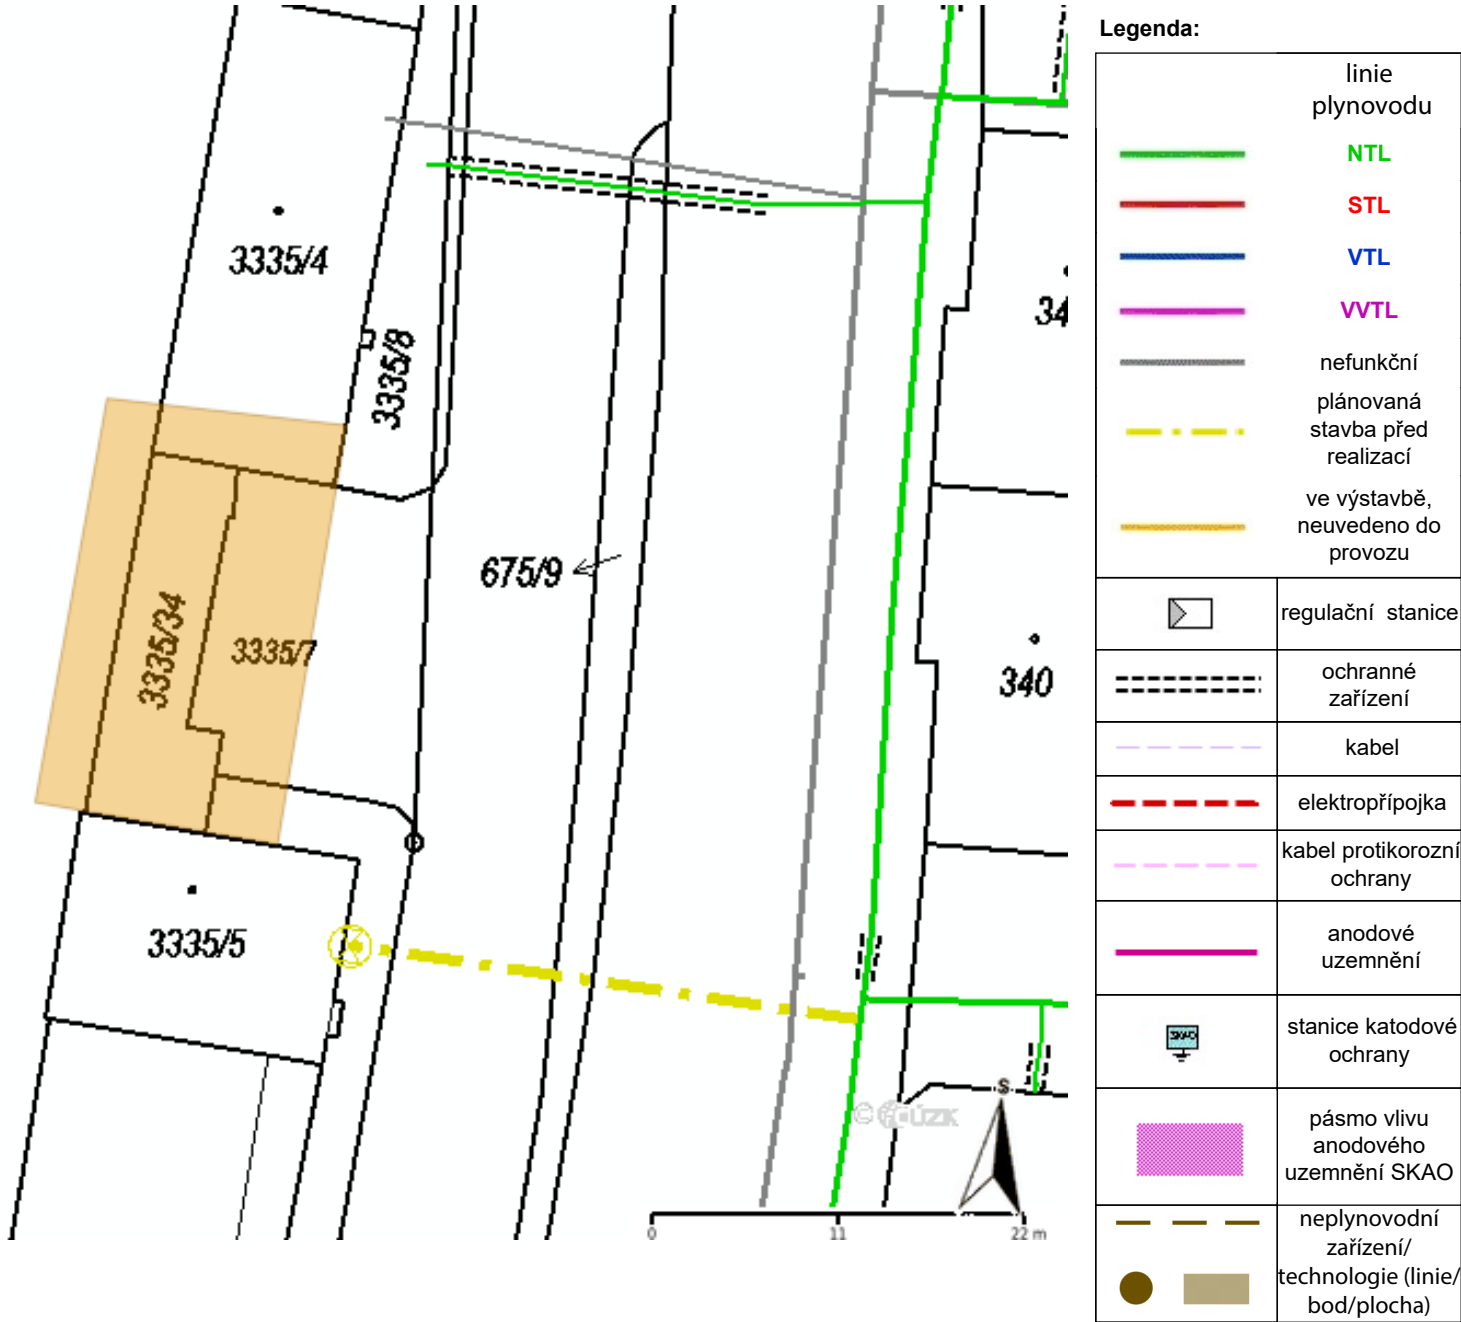 Legenda:
linie
plynovodu
NTL
STL
VTL
VVTL
nefunkční
plánovaná
stavba před
realizací
ve výstavbě,
neuvedeno do
provozu
regulační stanice
ochranné
zařízení
kabel
elektropřípojka
kabel protikorozní
ochrany
anodové
uzemnění
SKAO
stanice katodové
ochrany
pásmo vlivu
anodového
uzemnění SKAO
neplynovodní
zařízení/
technologie (linie/
bod/plocha)
3335/4
3335/8
34
675/9
3335/34
3335/7
340
3335/5
S
© ČÚZK
0
11
22 m